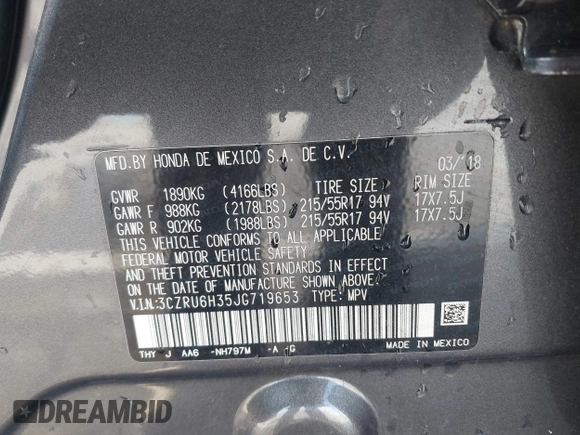 MFD.BY HONDA DE MEXICO S.A. DE C.V. 03/'18
GVWR 1890KG (4166LBS) TIRE SIZE RIM SIZE
GAWR F 988KG (2178LBS) 215/55R17 94V 17X7.5J
GAWR R 902KG (1988LBS) 215/55R17 94V 17X7.5J
THIS VEHICLE CONFORMS TO ALL APPLICABLE
FEDERAL MOTOR VEHICLE SAFETY
AND THEFT PREVENTION STANDARDS IN EFFECT
ON THE DATE OF MANUFACTURE SHOWN ABOVE.
V.I.N:3CZRU6H35JG719653 TYPE: MPV
THY J AA6 -NH797M -A -G
MADE IN MEXICO
DREAMBID